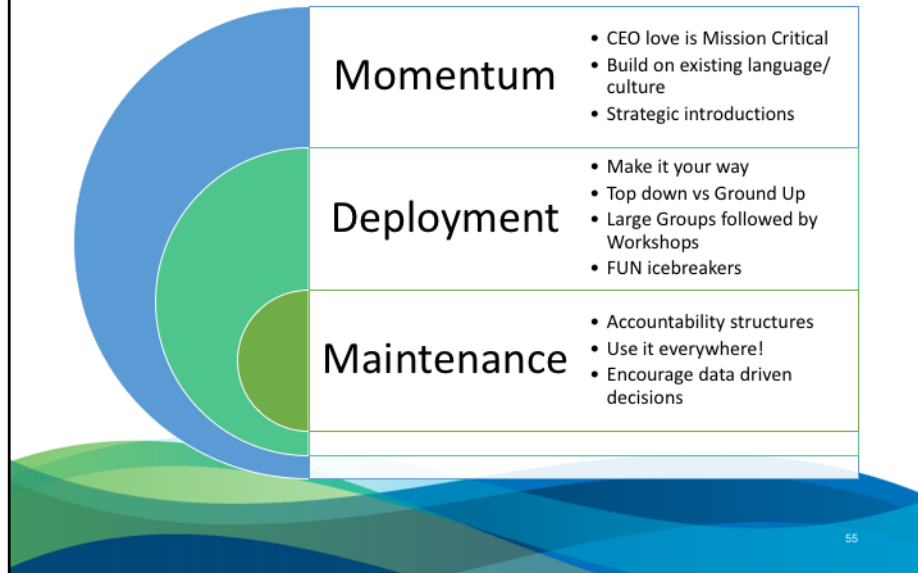 Momentum
• CEO love is Mission Critical
• Build on existing language/
culture
• Strategic introductions
Deployment
• Make it your way
• Top down vs Ground Up
• Large Groups followed by
Workshops
• FUN icebreakers
Maintenance
• Accountability structures
• Use it everywhere!
• Encourage data driven
decisions
55